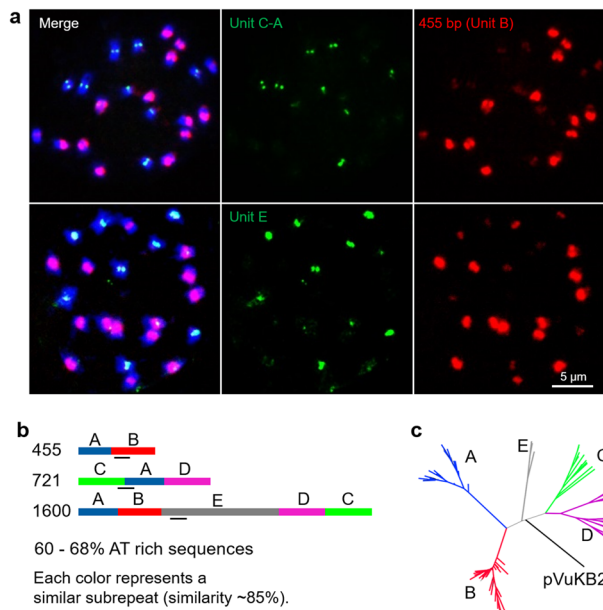 a
Merge
Unit C-A
455 bp (Unit B)
Unit E
5 µm
b
A B
455
C A D
721
A B E D C
1600
60 - 68% AT rich sequences
Each color represents a
similar subrepeat (similarity ~85%).
c
A
E
D
B
pVuKB2